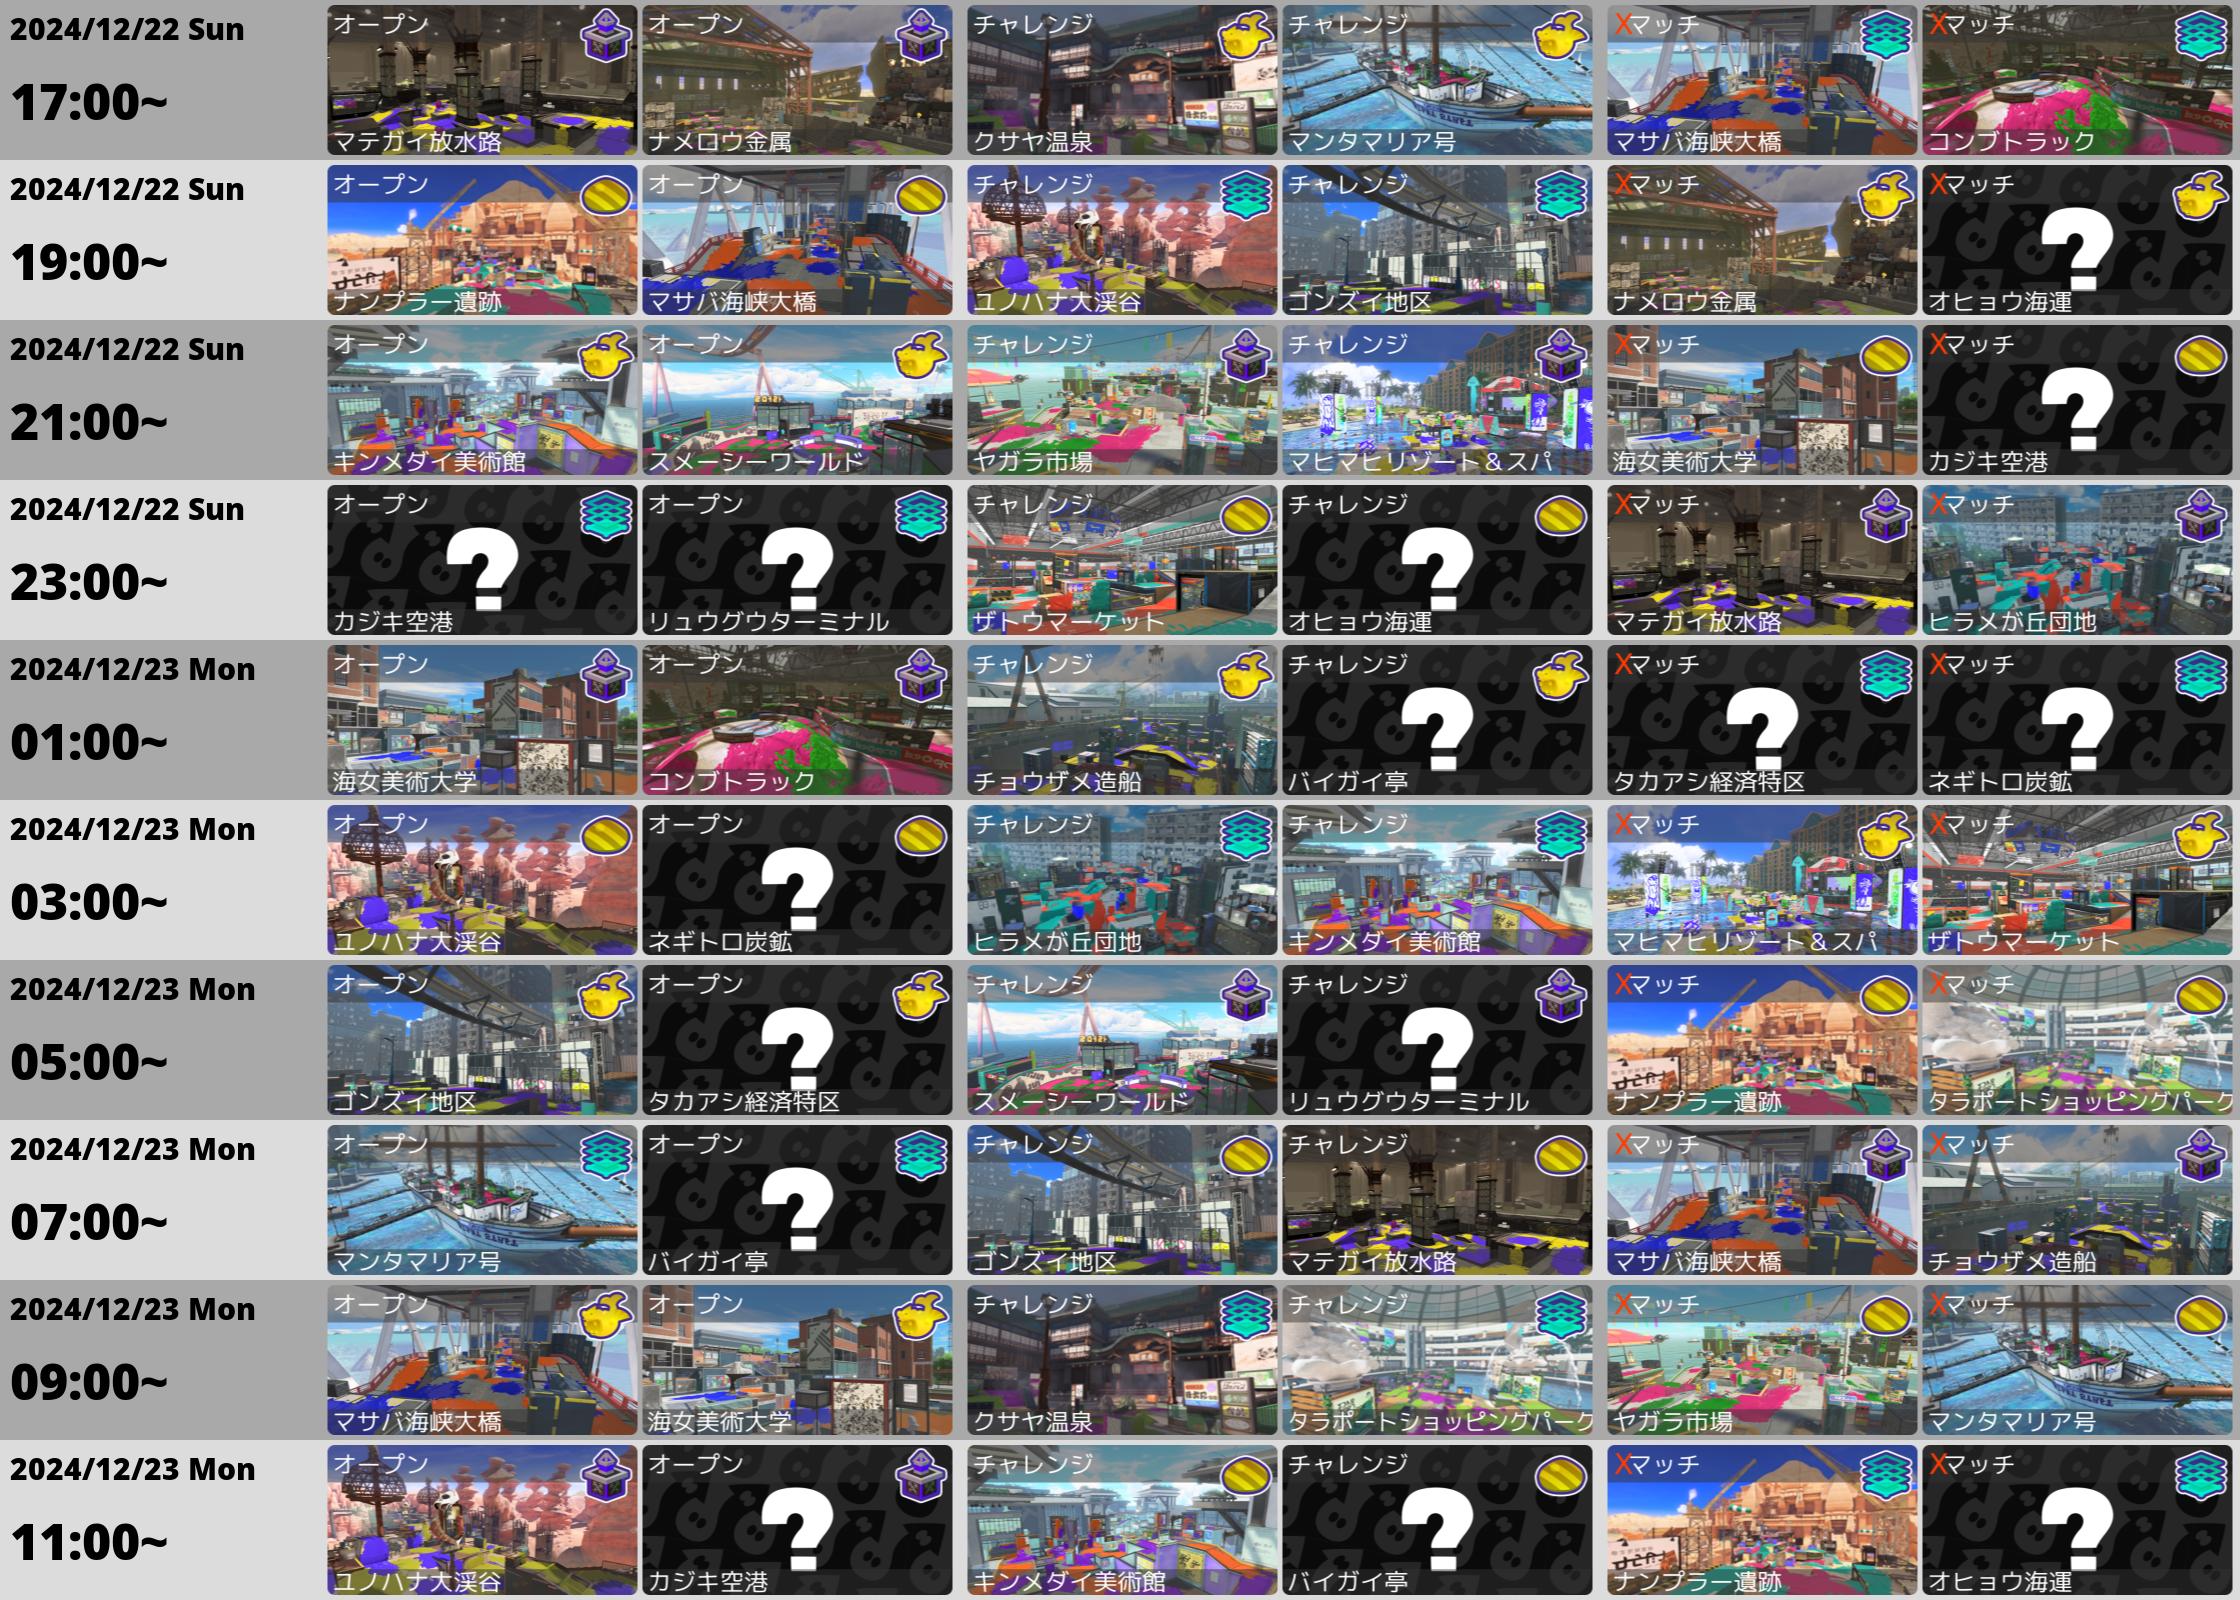 2024/12/22 Sun
17:00~
オープン
マテガイ放水路
オープン
ナメロウ金属
チャレンジ
クサヤ温泉
チャレンジ
マンタマリア号
Xマッチ
マサバ海峡大橋
Xマッチ
コンブトラック
2024/12/22 Sun
19:00~
オープン
ナンプラー遺跡
オープン
マサバ海峡大橋
チャレンジ
ユノハナ大渓谷
チャレンジ
ゴンズイ地区
Xマッチ
ナメロウ金属
Xマッチ
?
オヒョウ海運
2024/12/22 Sun
21:00~
オープン
キンメダイ美術館
オープン
スメーシーワールド
チャレンジ
ヤガラ市場
チャレンジ
マヒマヒリゾート&スパ
Xマッチ
海女美術大学
Xマッチ
?
カジキ空港
2024/12/22 Sun
23:00~
オープン
?
カジキ空港
オープン
?
リュウグウターミナル
チャレンジ
ザトウマーケット
チャレンジ
?
オヒョウ海運
Xマッチ
マテガイ放水路
Xマッチ
ヒラメが丘団地
2024/12/23 Mon
01:00~
オープン
海女美術大学
オープン
コンブトラック
チャレンジ
チョウザメ造船
チャレンジ
?
バイガイ亭
Xマッチ
?
タカアシ経済特区
Xマッチ
?
ネギトロ炭鉱
2024/12/23 Mon
03:00~
オープン
ユノハナ大渓谷
オープン
?
ネギトロ炭鉱
チャレンジ
ヒラメが丘団地
チャレンジ
キンメダイ美術館
Xマッチ
マヒマヒリゾート&スパ
Xマッチ
ザトウマーケット
2024/12/23 Mon
05:00~
オープン
ゴンズイ地区
オープン
?
タカアシ経済特区
チャレンジ
スメーシーワールド
チャレンジ
?
リュウグウターミナル
Xマッチ
ナンプラー遺跡
Xマッチ
タラポートショッピングパーク
2024/12/23 Mon
07:00~
オープン
マンタマリア号
オープン
?
バイガイ亭
チャレンジ
ゴンズイ地区
チャレンジ
マテガイ放水路
Xマッチ
マサバ海峡大橋
Xマッチ
チョウザメ造船
2024/12/23 Mon
09:00~
オープン
マサバ海峡大橋
オープン
海女美術大学
チャレンジ
クサヤ温泉
チャレンジ
タラポートショッピングパーク
Xマッチ
ヤガラ市場
Xマッチ
マンタマリア号
2024/12/23 Mon
11:00~
オープン
ユノハナ大渓谷
オープン
?
カジキ空港
チャレンジ
キンメダイ美術館
チャレンジ
?
バイガイ亭
Xマッチ
ナンプラー遺跡
Xマッチ
?
オヒョウ海運